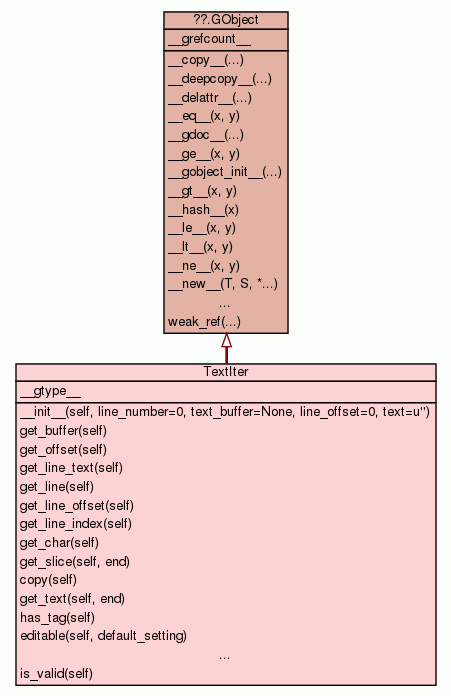 ??.GObject
__grefcount__
__copy__(...)
__deepcopy__(...)
__delattr__(...)
__eq__(x, y)
__gdoc__(...)
__ge__(x, y)
__gobject_init__(...)
__gt__(x, y)
__hash__(x)
__le__(x, y)
__lt__(x, y)
__ne__(x, y)
__new__(T, S, *...)
...
weak_ref(...)
TextIter
__gtype__
__init__(self, line_number=0, text_buffer=None, line_offset=0, text=u'')
get_buffer(self)
get_offset(self)
get_line_text(self)
get_line(self)
get_line_offset(self)
get_line_index(self)
get_char(self)
get_slice(self, end)
copy(self)
get_text(self, end)
has_tag(self)
editable(self, default_setting)
...
is_valid(self)